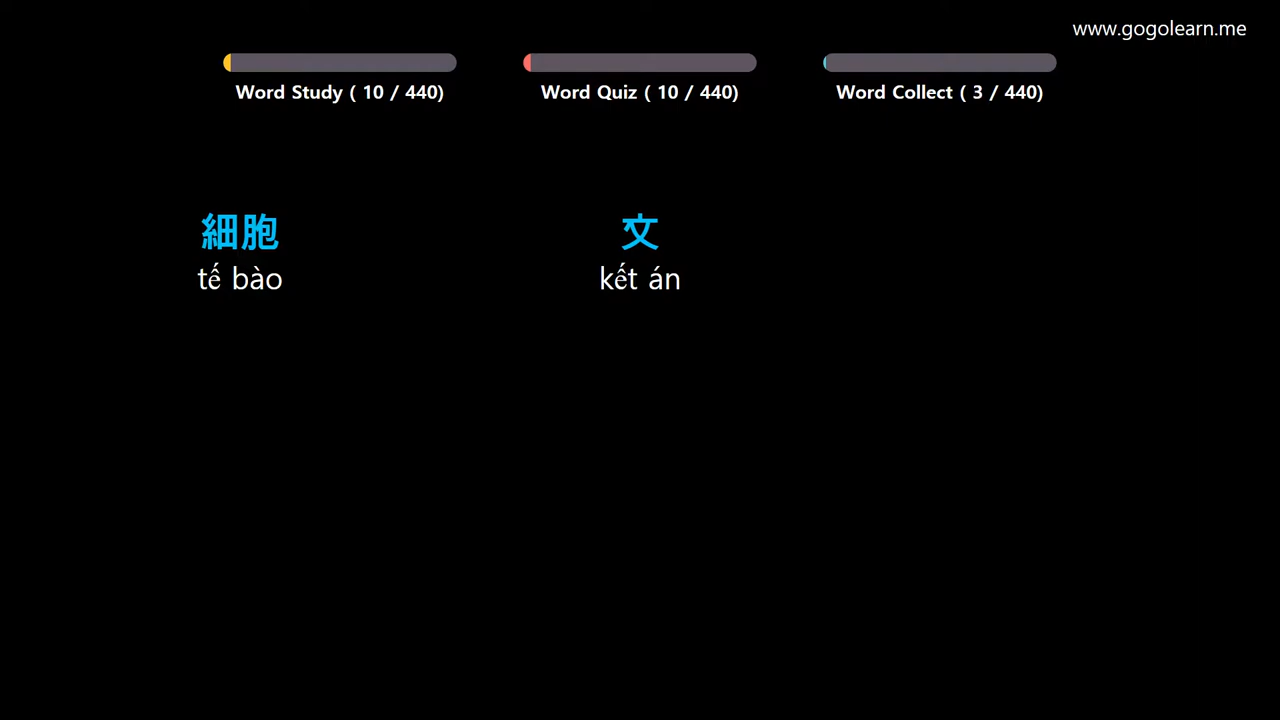 www.gogolearn.me
Word Study ( 10 / 440)
Word Quiz ( 10 / 440)
Word Collect ( 3 / 440)
細胞
tế bào
文
kết án